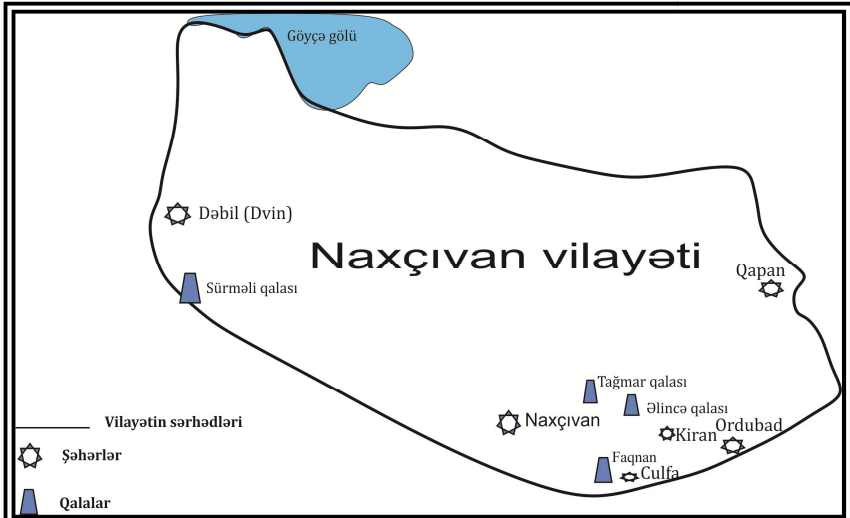 Göyçə gölü
Dəbil (Dvin)
Naxçıvan vilayəti
Qapan
Sürməli qalası
Tağmar qalası
Əlincə qalası
Naxçıvan
Kiran
Ordubad
Faqnan
Culfa
Vilayətin sərhədləri
Şəhərlər
Qalalar